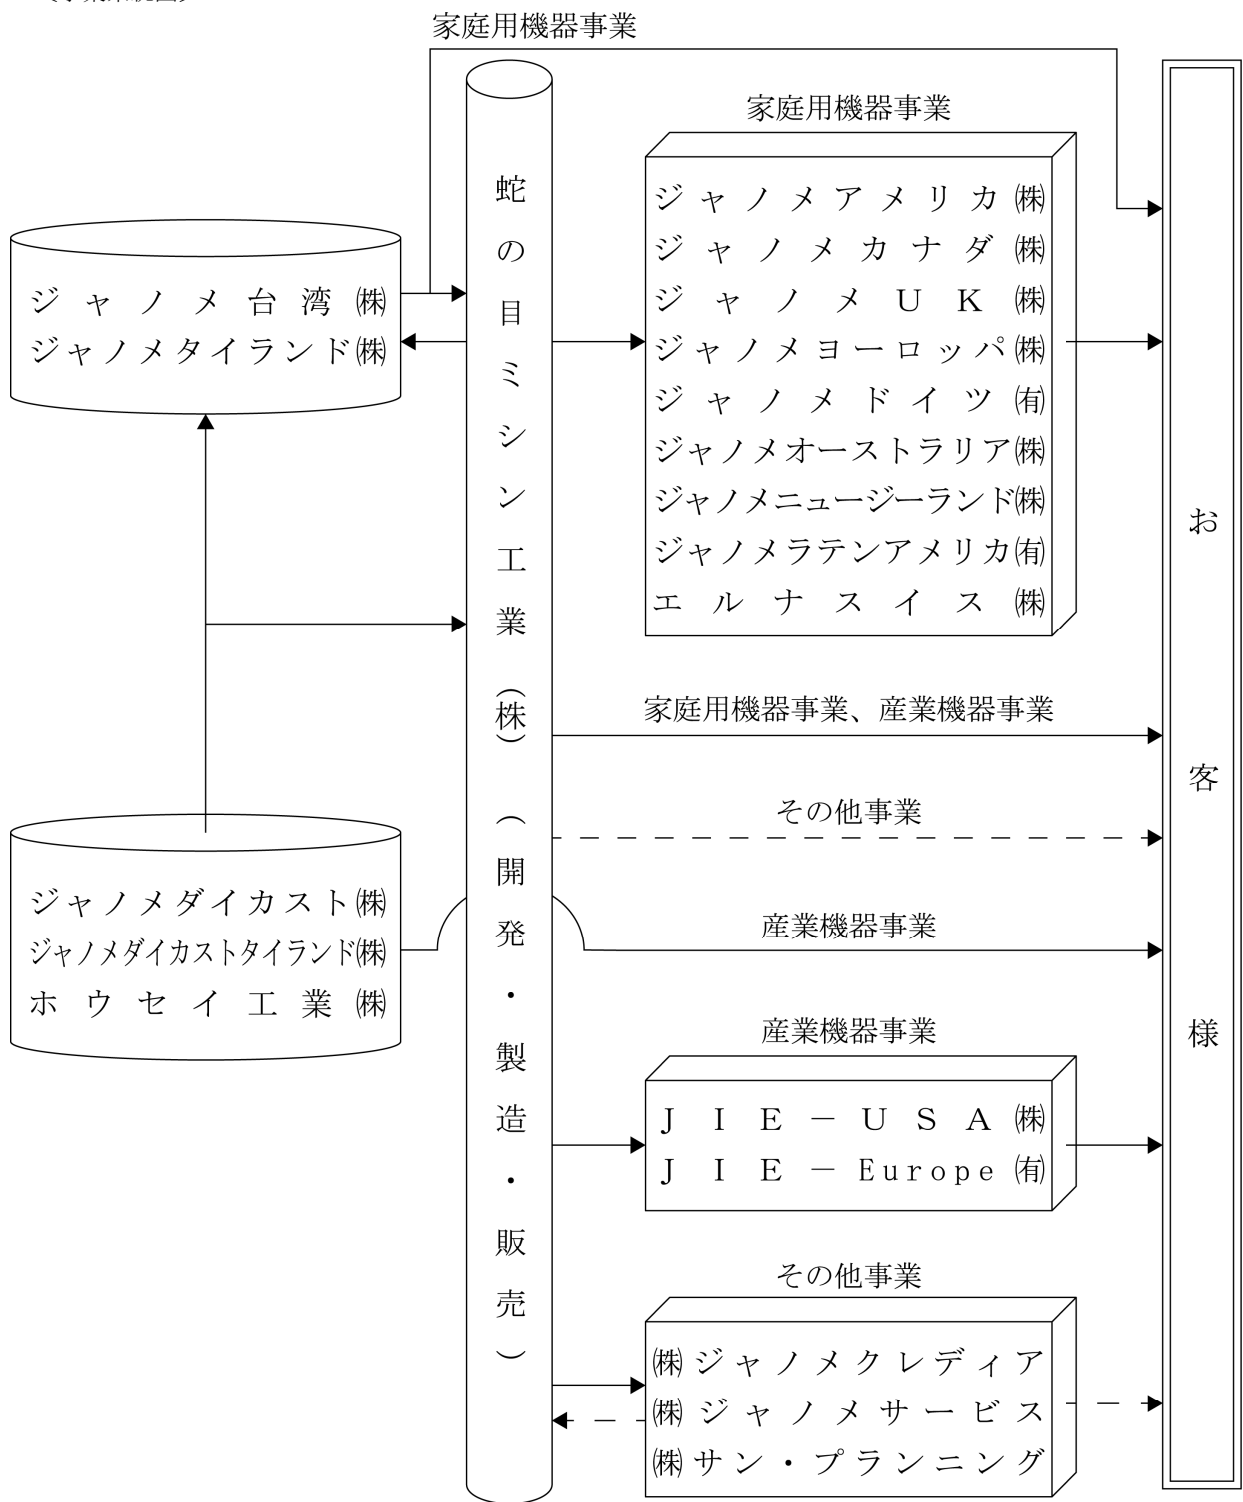 家庭用機器事業
ジャノメ台湾㈱
ジャノメタイランド㈱
ジャノメダイカスト㈱
ジャノメダイカストタイランド㈱
ホウセイ工業㈱
蛇の目ミシン工業(株)(開発・製造・販売)
家庭用機器事業
ジャノメアメリカ㈱
ジャノメカナダ㈱
ジャノメUK㈱
ジャノメヨーロッパ㈱
ジャノメドイツ㈲
ジャノメオーストラリア㈱
ジャノメニュージーランド㈱
ジャノメラテンアメリカ㈲
エルナスイス㈱
家庭用機器事業、産業機器事業
その他事業
産業機器事業
産業機器事業
JIE-USA㈱
JIE-Europe㈲
その他事業
㈱ジャノメクレディア
㈱ジャノメサービス
㈱サン・プランニング
お客様